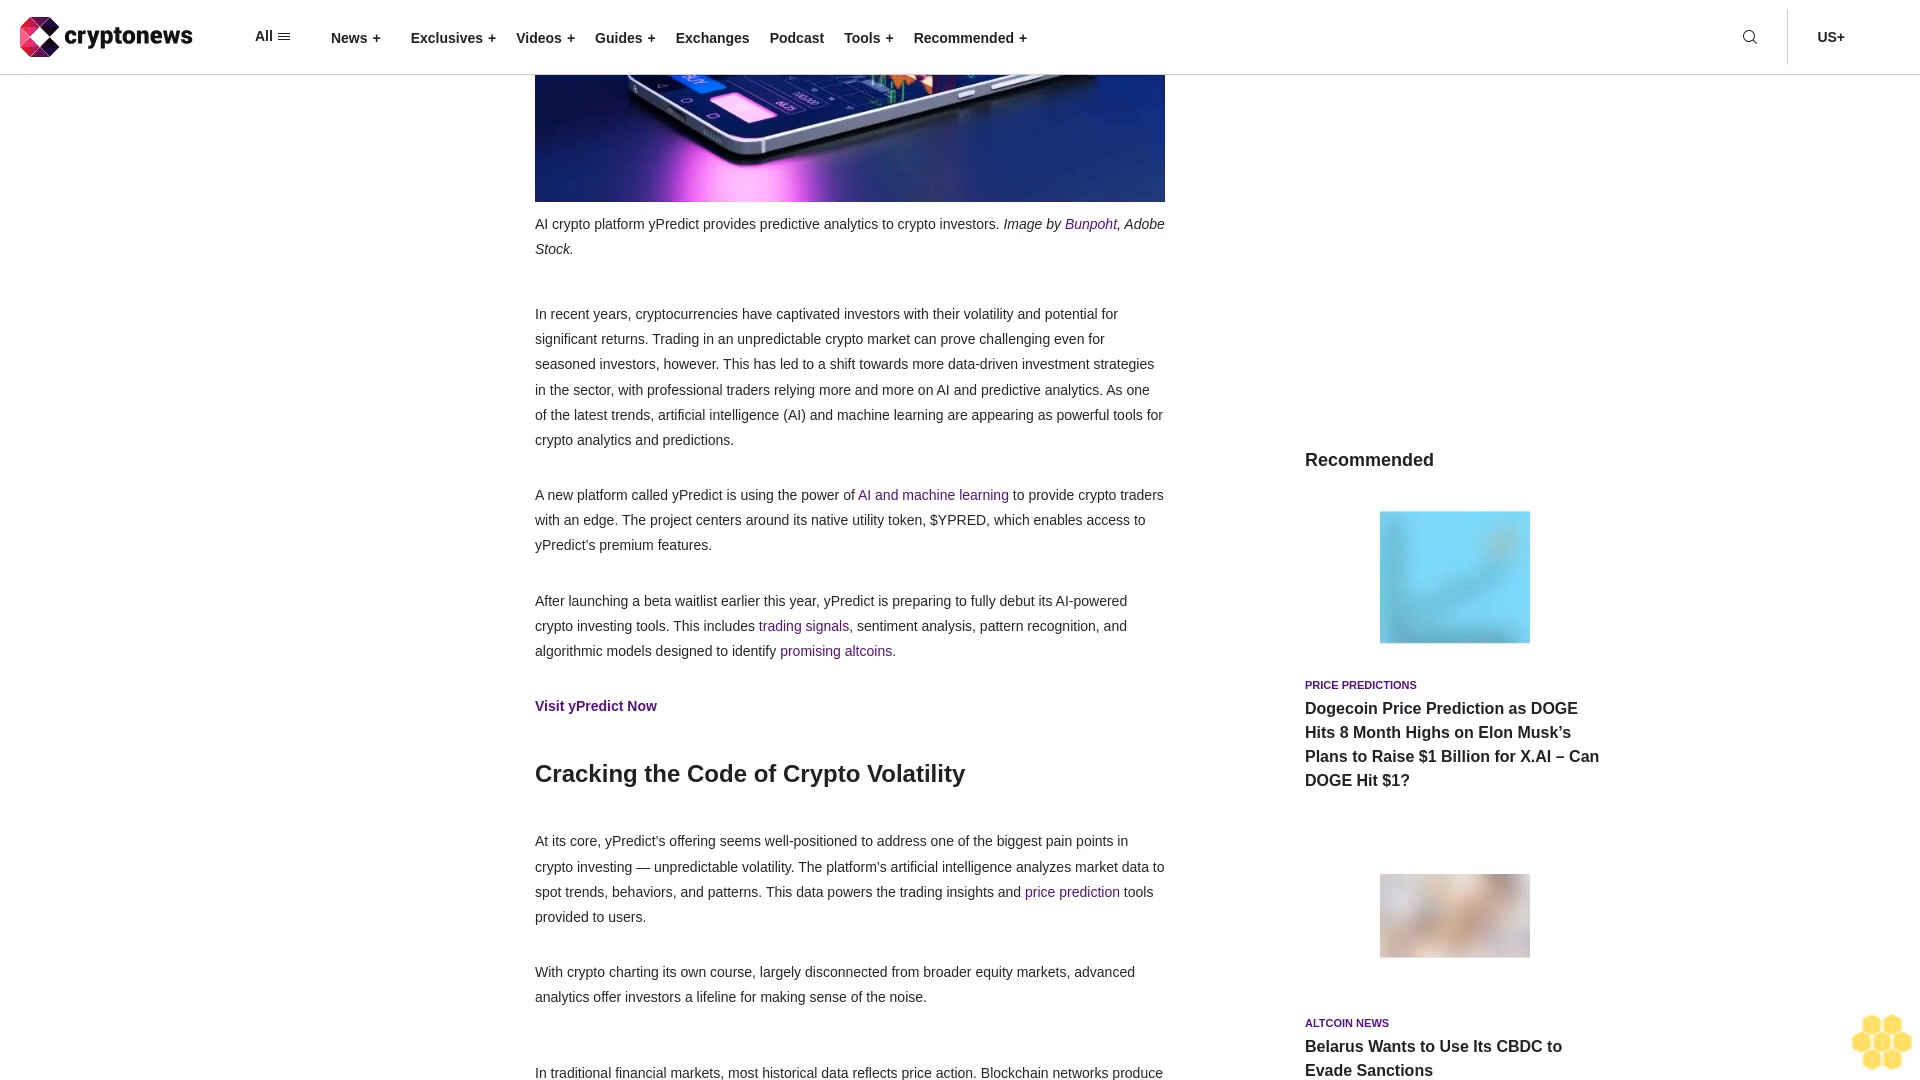 cryptonews
All
News +
Exclusives +
Videos +
Guides +
Exchanges
Podcast
Tools +
Recommended +
US+
BUY
AI crypto platform yPredict provides predictive analytics to crypto investors. Image by Bunpoht, Adobe
Stock.
In recent years, cryptocurrencies have captivated investors with their volatility and potential for
significant returns. Trading in an unpredictable crypto market can prove challenging even for
seasoned investors, however. This has led to a shift towards more data-driven investment strategies
in the sector, with professional traders relying more and more on AI and predictive analytics. As one
of the latest trends, artificial intelligence (AI) and machine learning are appearing as powerful tools for
crypto analytics and predictions.
A new platform called yPredict is using the power of AI and machine learning to provide crypto traders
with an edge. The project centers around its native utility token, $YPRED, which enables access to
yPredict’s premium features.
After launching a beta waitlist earlier this year, yPredict is preparing to fully debut its AI-powered
crypto investing tools. This includes trading signals, sentiment analysis, pattern recognition, and
algorithmic models designed to identify promising altcoins.
Visit yPredict Now
Cracking the Code of Crypto Volatility
At its core, yPredict’s offering seems well-positioned to address one of the biggest pain points in
crypto investing — unpredictable volatility. The platform’s artificial intelligence analyzes market data to
spot trends, behaviors, and patterns. This data powers the trading insights and price prediction tools
provided to users.
With crypto charting its own course, largely disconnected from broader equity markets, advanced
analytics offer investors a lifeline for making sense of the noise.
In traditional financial markets, most historical data reflects price action. Blockchain networks produce
Recommended
PRICE PREDICTIONS
Dogecoin Price Prediction as DOGE
Hits 8 Month Highs on Elon Musk’s
Plans to Raise $1 Billion for X.AI – Can
DOGE Hit $1?
ALTCOIN NEWS
Belarus Wants to Use Its CBDC to
Evade Sanctions